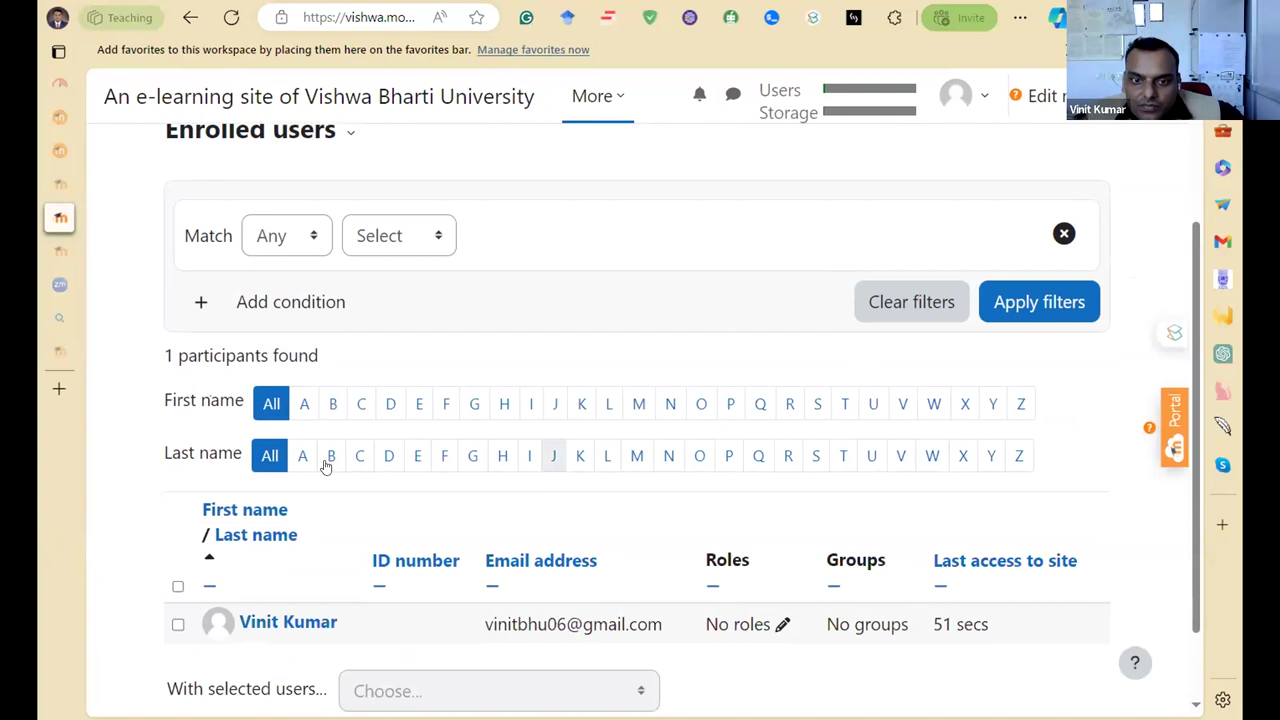 Teaching
https://vishwa.mo...
Invite
Add favorites to this workspace by placing them here on the favorites bar. Manage favorites now
An e-learning site of Vishwa Bharti University
More
Users
Storage
Edit
Vinit Kumar
Enrolled users
Match Any Select
+ Add condition
Clear filters
Apply filters
1 participants found
First name All A B C D E F G H I J K L M N O P Q R S T U V W X Y Z
Last name All A B C D E F G H I J K L M N O P Q R S T U V W X Y Z
First name
/ Last name
ID number
Email address
Roles
Groups
Last access to site
Vinit Kumar
vinitbhu06@gmail.com
No roles
No groups
51 secs
With selected users... Choose...
Portal
?